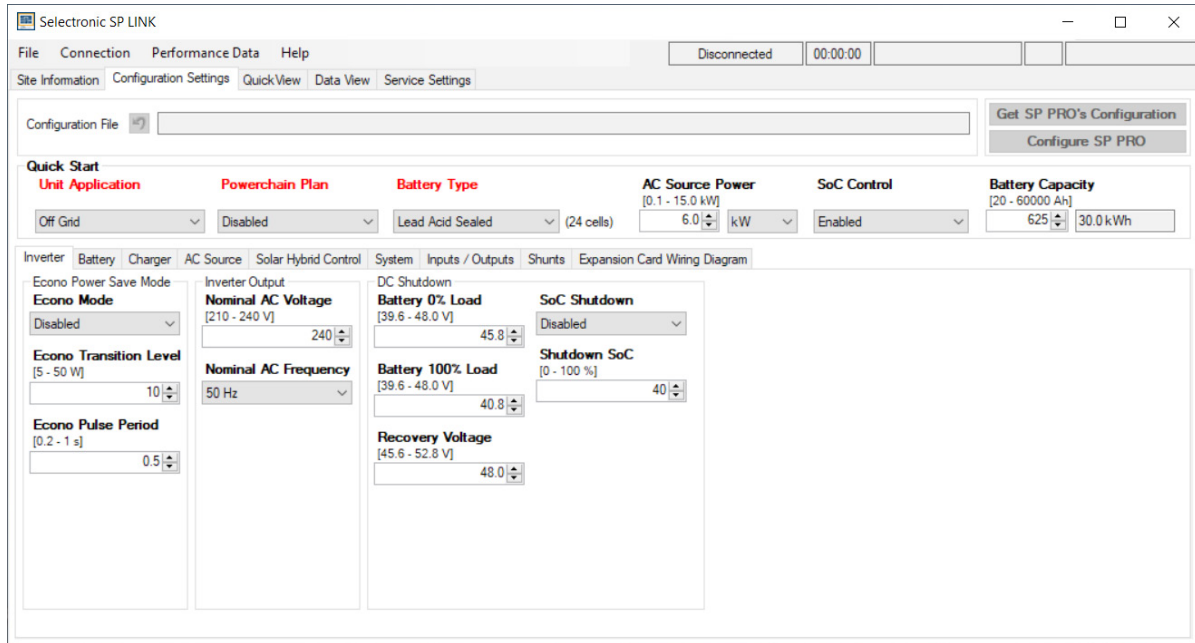 Selectronic SP LINK
File Connection Performance Data Help
Disconnected 00:00:00
Site Information Configuration Settings QuickView Data View Service Settings
Configuration File
Get SP PRO's Configuration
Configure SP PRO
Quick Start
Unit Application Powerchain Plan Battery Type AC Source Power SoC Control Battery Capacity
[0.1 - 15.0 kW] [20 - 60000 Ah]
Off Grid Disabled Lead Acid Sealed (24 cells) 6.0 kW Enabled 625 30.0 kWh
Inverter Battery Charger AC Source Solar Hybrid Control System Inputs / Outputs Shunts Expansion Card Wiring Diagram
Econo Power Save Mode
Econo Mode
Disabled
Econo Transition Level
[5 - 50 W]
10
Econo Pulse Period
[0.2 - 1 s]
0.5
Inverter Output
Nominal AC Voltage
[210 - 240 V]
240
Nominal AC Frequency
50 Hz
DC Shutdown
Battery 0% Load
[39.6 - 48.0 V]
45.8
Battery 100% Load
[39.6 - 48.0 V]
40.8
Recovery Voltage
[45.6 - 52.8 V]
48.0
SoC Shutdown
Disabled
Shutdown SoC
[0 - 100 %]
40